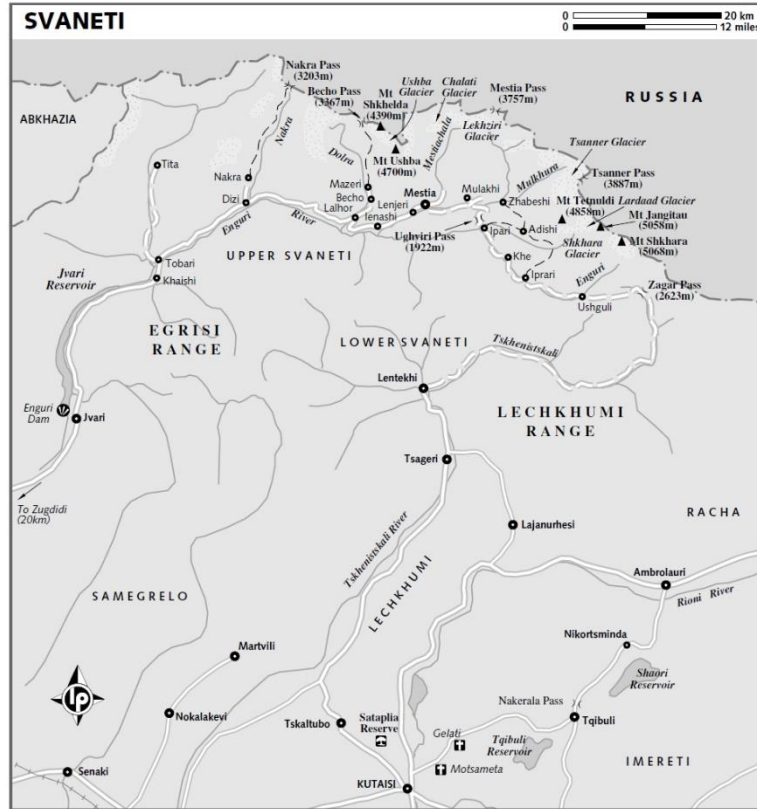 SVANETI
0 20 km
0 12 miles
Nakra Pass
(3203m)
Becho Pass
(3367m)
Mt
Shkhelda
(4390m)
Ushba
Glacier
Chalati
Glacier
Mestia Pass
(3757m)
RUSSIA
ABKHAZIA
Lekhziri
Glacier
Tsanner Glacier
Nakra
Dolra
Mt Ushba
(4700m)
Mestiachala
Tita
Nakra
Mazeri
Becho
Lalhor
Lenjeri
Mestia
Mulakhi
Mulkhura
Zhabeshi
Tsanner Pass
(3887m)
Mt Tetnuldi
(4858m)
Lardaad Glacier
Mt Jangitau
(5058m)
Dizi
Enguri
River
Ienashi
Ughviri Pass
(1922m)
Ipari
Adishi
Shkhara
Glacier
Mt Shkhara
(5068m)
UPPER SVANETI
Khe
Iprari
Enguri
Zagar Pass
(2623m)
Ushguli
Jvari
Reservoir
Tobari
Khaishi
EGRISI
RANGE
LOWER SVANETI
Tskhenistskali
Lentekhi
Enguri
Dam
Jvari
LECHKHUMI
RANGE
Tsageri
To Zugdidi
(20km)
Lajanurhesi
RACHA
Tskhenistskali River
Ambrolauri
Rioni River
SAMEGRELO
LECHKHUMI
Nikortsminda
Martvili
Shaori
Reservoir
lp
Nakerala Pass
Nokalakevi
Tskaltubo
Sataplia
Reserve
Gelati
Tqibuli
Reservoir
Tqibuli
Motsameta
IMERETI
Senaki
KUTAISI